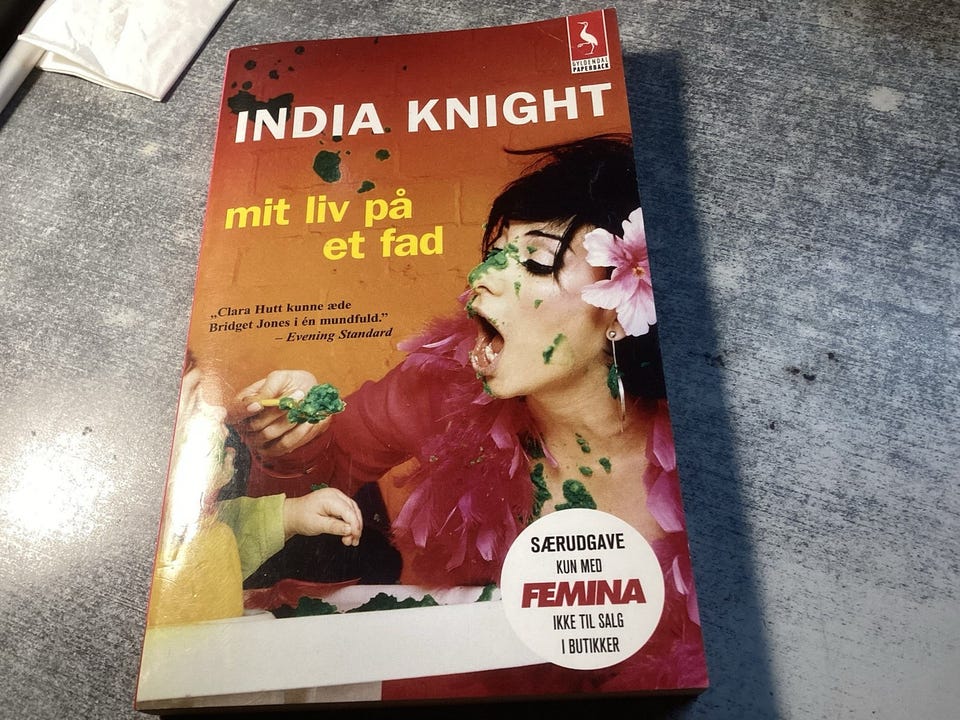 GYLDENDAL
PAPERBACK
INDIA KNIGHT
mit liv på
et fad
„Clara Hutt kunne æde
Bridget Jones i én mundfuld.”
– Evening Standard
SÆRUDGAVE
KUN MED
FEMINA
IKKE TIL SALG
I BUTIKKER